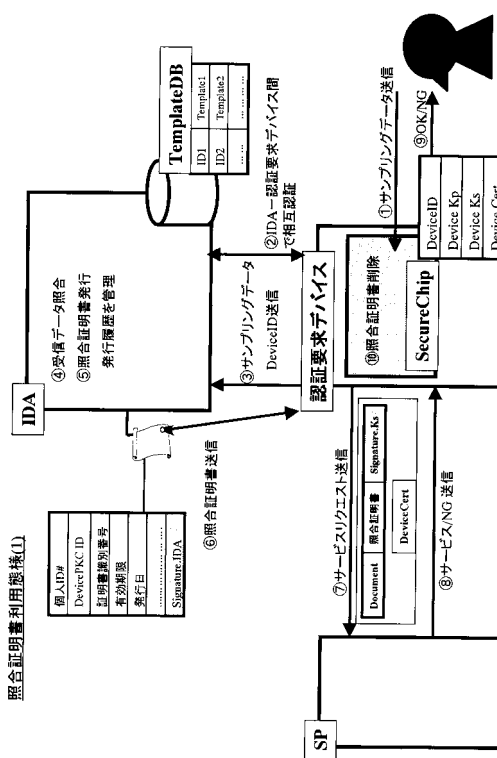 照合証明書利用態様(1)
IDA
④受信データ照合
⑤照合証明書発行
発行履歴を管理
TemplateDB
ID1 Template1
ID2 Template2
... ... ... ...
個人ID#
DevicePKC ID
証明書識別番号
有効期限
発行日
..................
Signature.IDA
⑥照合証明書送信
③サンプリングデータ
DeviceID送信
②IDA－認証要求デバイス間
で相互認証
認証要求デバイス
①サンプリングデータ送信
⑨OK/NG
⑩照合証明書削除
SecureChip
DeviceID
Device Kp
Device Ks
Device Cert
SP
⑦サービスリクエスト送信
Document 照合証明書 Signature.Ks
DeviceCert
⑧サービス/NG 送信